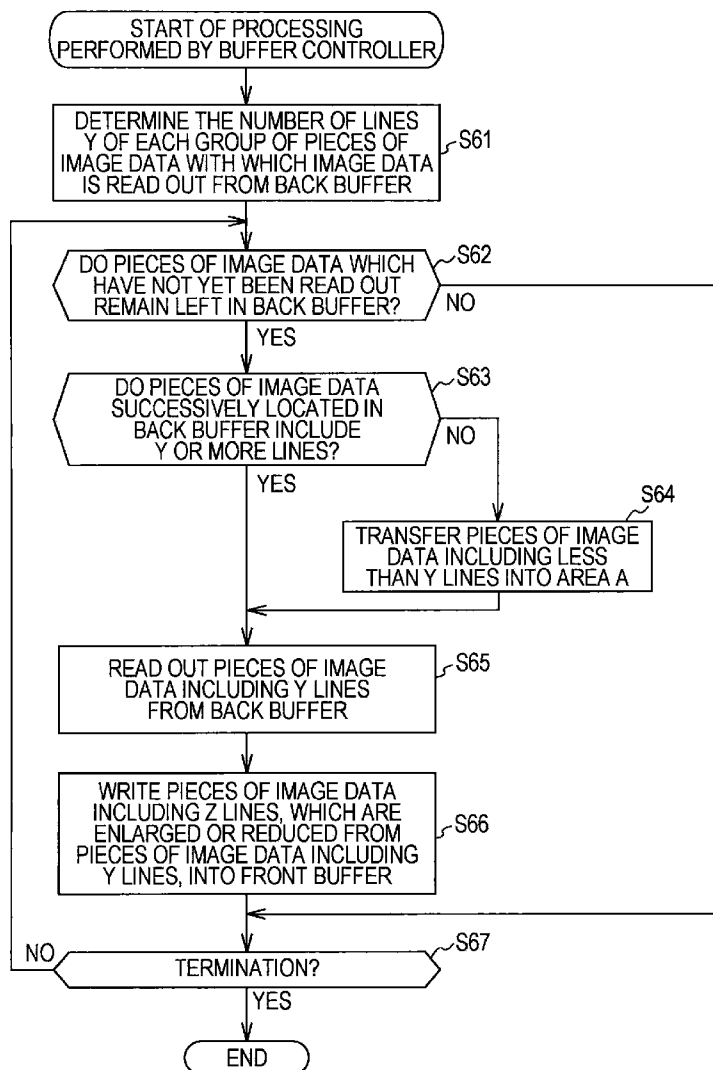 START OF PROCESSING
PERFORMED BY BUFFER CONTROLLER
DETERMINE THE NUMBER OF LINES
Y OF EACH GROUP OF PIECES OF
IMAGE DATA WITH WHICH IMAGE DATA
IS READ OUT FROM BACK BUFFER
S61
DO PIECES OF IMAGE DATA WHICH
HAVE NOT YET BEEN READ OUT
REMAIN LEFT IN BACK BUFFER?
S62
NO
YES
DO PIECES OF IMAGE DATA
SUCCESSIVELY LOCATED IN
BACK BUFFER INCLUDE
Y OR MORE LINES?
S63
NO
YES
S64
TRANSFER PIECES OF IMAGE
DATA INCLUDING LESS
THAN Y LINES INTO AREA A
READ OUT PIECES OF IMAGE
DATA INCLUDING Y LINES
FROM BACK BUFFER
S65
WRITE PIECES OF IMAGE DATA
INCLUDING Z LINES, WHICH ARE
ENLARGED OR REDUCED FROM
PIECES OF IMAGE DATA INCLUDING
Y LINES, INTO FRONT BUFFER
S66
NO
TERMINATION?
S67
YES
END